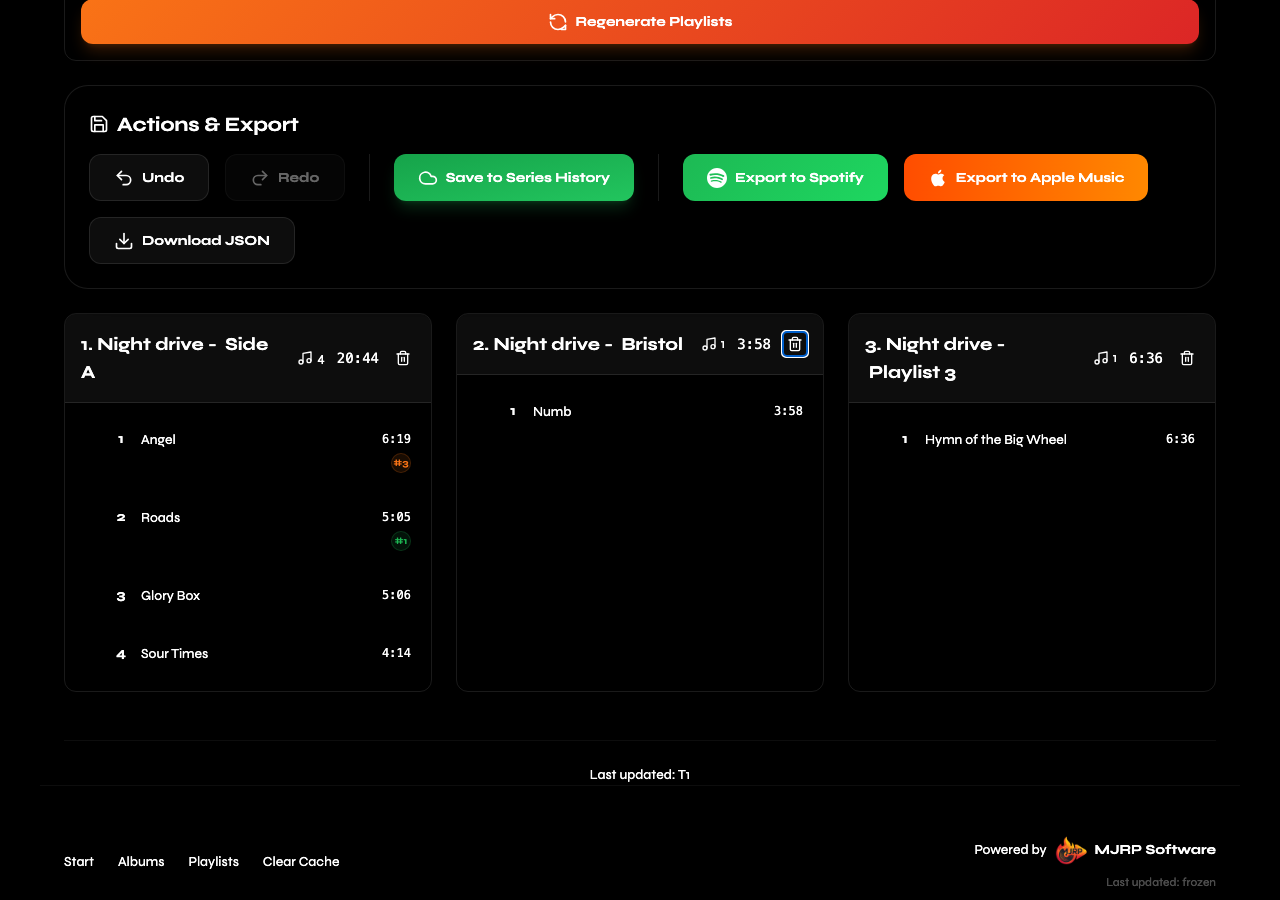 Regenerate Playlists
Actions & Export
Undo
Redo
Save to Series History
Export to Spotify
Export to Apple Music
Download JSON
1. Night drive - Side A
4 20:44
1 Angel 6:19
#3
2 Roads 5:05
#1
3 Glory Box 5:06
4 Sour Times 4:14
2. Night drive - Bristol
1 3:58
1 Numb 3:58
3. Night drive - Playlist 3
1 6:36
1 Hymn of the Big Wheel 6:36
Last updated: T1
Start Albums Playlists Clear Cache
Powered by MJRP MJRP Software
Last updated: frozen